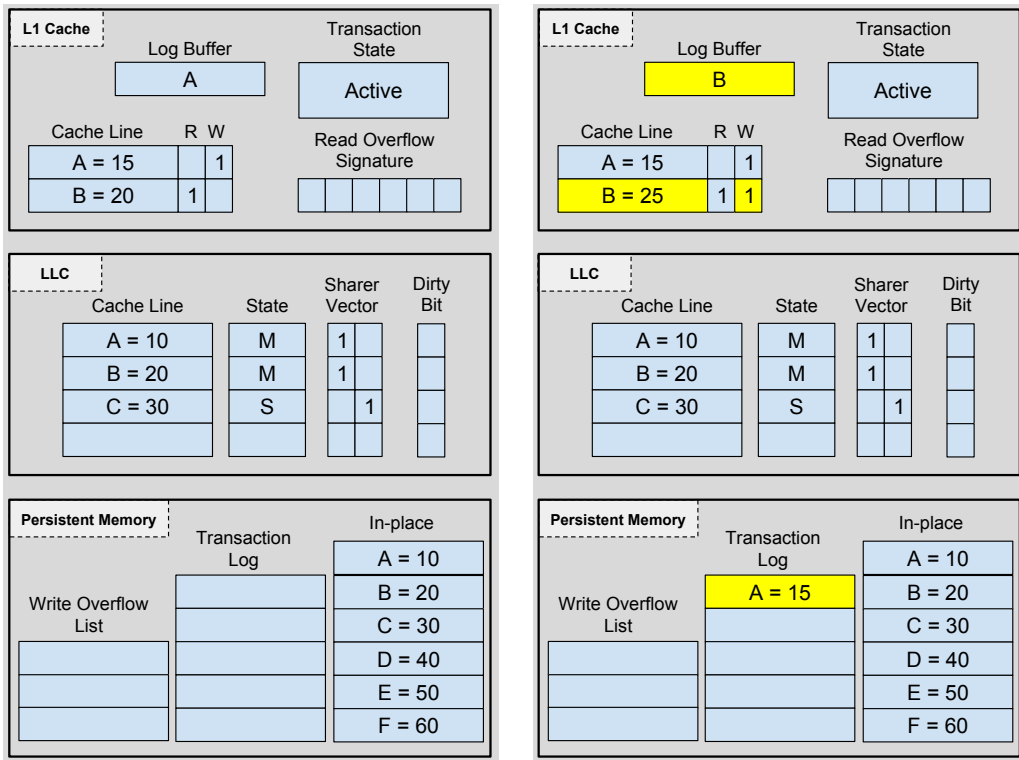 L1 Cache
Log Buffer
Transaction
State
A
Active
Cache Line R W
Read Overflow
Signature
A = 15 1
B = 20 1
LLC
Cache Line State Sharer
Vector Dirty
Bit
A = 10 M 1
B = 20 M 1
C = 30 S 1
Persistent Memory
Write Overflow
List
Transaction
Log
In-place
A = 10
B = 20
C = 30
D = 40
E = 50
F = 60
L1 Cache
Log Buffer
Transaction
State
B
Active
Cache Line R W
Read Overflow
Signature
A = 15 1
B = 25 1 1
LLC
Cache Line State Sharer
Vector Dirty
Bit
A = 10 M 1
B = 20 M 1
C = 30 S 1
Persistent Memory
Write Overflow
List
Transaction
Log
A = 15
In-place
A = 10
B = 20
C = 30
D = 40
E = 50
F = 60